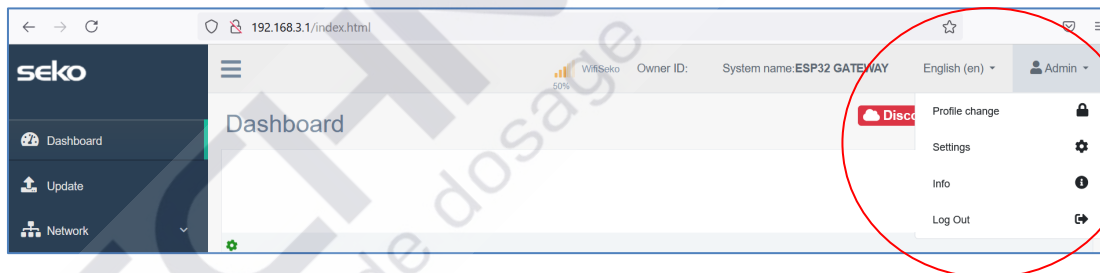 192.168.3.1/index.html
seko
WifiSeko
50%
Owner ID:
System name:ESP32 GATEWAY
English (en)
Admin
Dashboard
Disco
Profile change
Settings
Info
Log Out
Dashboard
Update
Network
de dosage